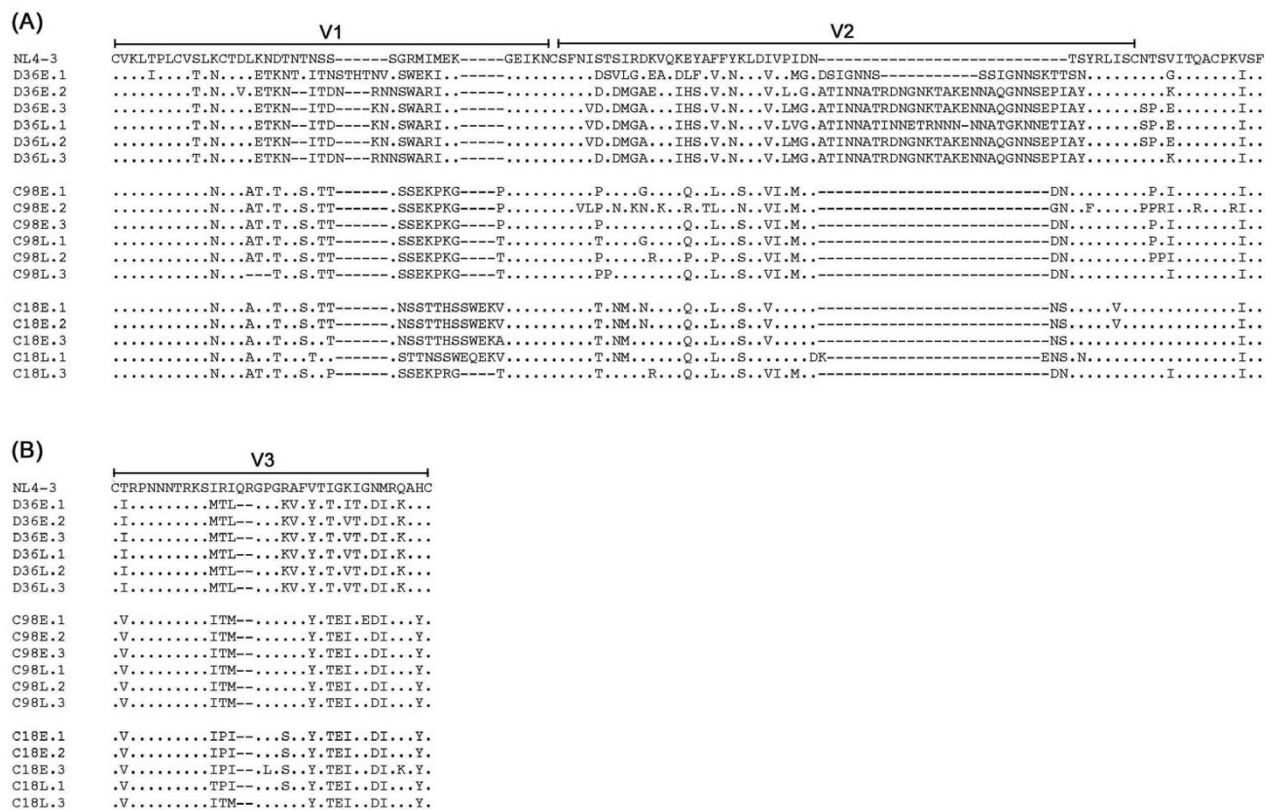 (A)
V1 V2
NL4-3 CVKLTPLCVSLKCTDLKNDTNTNSS-------SGRMIMEK-----GEIKNCSFNISTSIRDKVQKEYAFFYKLDIVPIDN----------------------------TSYRLISCNTSVITQACPKVSF
D36E.1 ....I....T.N....ETKNT.ITNSTHTNV.SWEKI..-----...........DSVLG.EA.DLF.V.N...V..MG.DSIGNNS-----------SSIGNNSKTTSN.........G.......I..
D36E.2 .........T.N..V.ETKN--ITDN---RNNSWARI..-----..........D.DMGAE..IHS.V.N...V.L.G.ATINNATRDNGNKTAKENNAQGNNSEPIAY.........K.......I..
D36E.3 .........T.N....ETKN--ITD----KN.SWARI..-----.........VD.DMGA...IHS.V.N...V..MG.ATINNATRDNGNKTAKENNAQGNNSEPIAY......SP.E.......I..
D36L.1 .........T.N....ETKN--ITD----KN.SWARI..-----.........VD.DMGA...IHS.V.N...V.LVG.ATINNATINNETRNNN-NNATGKNNETIAY......SP.E.......I..
D36L.2 .........T.N....ETKN--ITD----KN.SWARI..-----.........VD.DMGA...IHS.V.N...V..MG.ATINNATRDNGNKTAKENNAQGNNSEPIAY......SP.E.......I..
D36L.3 .........T.N....ETKN--ITDN---RNNSWARI..-----..........D.DMGA...IHS.V.N...V.LMG.ATINNATRDNGNKTAKENNAQGNNSEPIAY.........K.......I..
C98E.1 ...........N...AT.T..S.TT-------SSEKPKG----P..........P....G....Q..L..S..VI.M..--------------------------DN.........P.I.......I..
C98E.2 ...........N...AT.T..S.TT-------SSEKPKG----P........VLP.N.KN.K..R.TL..N..VI.M..--------------------------GN..F.....PPRI..R...RI..
C98E.3 ...........N...AT.T..S.TT-------SSEKPKG----P..........P.........Q..L..S..VI.M..--------------------------DN.........P.I.......I..
C98L.1 ...........N...AT.T..S.TT-------SSEKPKG----T..........T....G....Q..L..S..VI.M..--------------------------DN.........P.I.......I..
C98L.2 ...........N...AT.T..S.TT-------SSEKPKG----T..........P.....R...P..L..S..VI.M..--------------------------DN.........PPI.......I..
C98L.3 ...........N...---T..S.TT-------SSEKPKG----T..........PP........Q..L..S..VI.M..--------------------------DN...........I.......I..
C18E.1 ...........N...A..T..S.TT-------NSSTTHSSWEKV..........T.NM.N....Q..L..S..V.....--------------------------NS.....V.............I..
C18E.2 ...........N...A..T..S.TT-------NSSTTHSSWEKV..........T.NM.N....Q..L..S..V.....--------------------------NS.....V.............I..
C18E.3 ...........N...AT.T..S..T-------NSSTTHSSWEKA..........T.NM......Q..L..S..V.....--------------------------NS...................I..
C18L.1 ...........N...A..T...T.--------.STTNSSWEQEKV.........T.NM......Q..L..S........DK------------------------ENS.N.................I..
C18L.3 ...........N...AT.T..S..P-------.SSEKPRG---T..........T.....R...Q..L..S..VI.M..--------------------------DN...........I.......I..
(B)
V3
NL4-3 CTRPNNNTRKSIRIQRGPGRAFVTIGKIGNMRQAHC
D36E.1 .I.........MTL--...KV.Y.T.IT.DI.K...
D36E.2 .I.........MTL--...KV.Y.T.VT.DI.K...
D36E.3 .I.........MTL--...KV.Y.T.VT.DI.K...
D36L.1 .I.........MTL--...KV.Y.T.VT.DI.K...
D36L.2 .I.........MTL--...KV.Y.T.VT.DI.K...
D36L.3 .I.........MTL--...KV.Y.T.VT.DI.K...
C98E.1 .V.........ITM--......Y.TEI.EDI...Y.
C98E.2 .V.........ITM--......Y.TEI..DI...Y.
C98E.3 .V.........ITM--......Y.TEI..DI...Y.
C98L.1 .V.........ITM--......Y.TEI..DI...Y.
C98L.2 .V.........ITM--......Y.TEI..DI...Y.
C98L.3 .V.........ITM--......Y.TEI..DI...Y.
C18E.1 .V.........IPI--...S..Y.TEI..DI...Y.
C18E.2 .V.........IPI--...S..Y.TEI..DI...Y.
C18E.3 .V.........IPI--.L.S..Y.TEI..DI.K.Y.
C18L.1 .V.........TPI--...S..Y.TEI..DI...Y.
C18L.3 .V.........ITM--......Y.TEI..DI...Y.